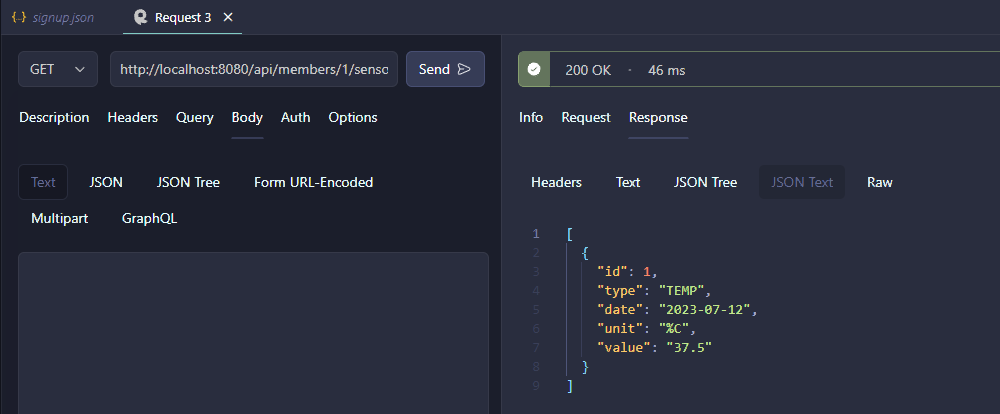 {..} signup.json
Request 3 ×
GET
http://localhost:8080/api/members/1/senso
Send
200 OK · 46 ms
Description Headers Query Body Auth Options
Info Request Response
Text JSON JSON Tree Form URL-Encoded
Multipart GraphQL
Headers Text JSON Tree JSON Text Raw
1 [
2 {
3 "id": 1,
4 "type": "TEMP",
5 "date": "2023-07-12",
6 "unit": "%C",
7 "value": "37.5"
8 }
9 ]